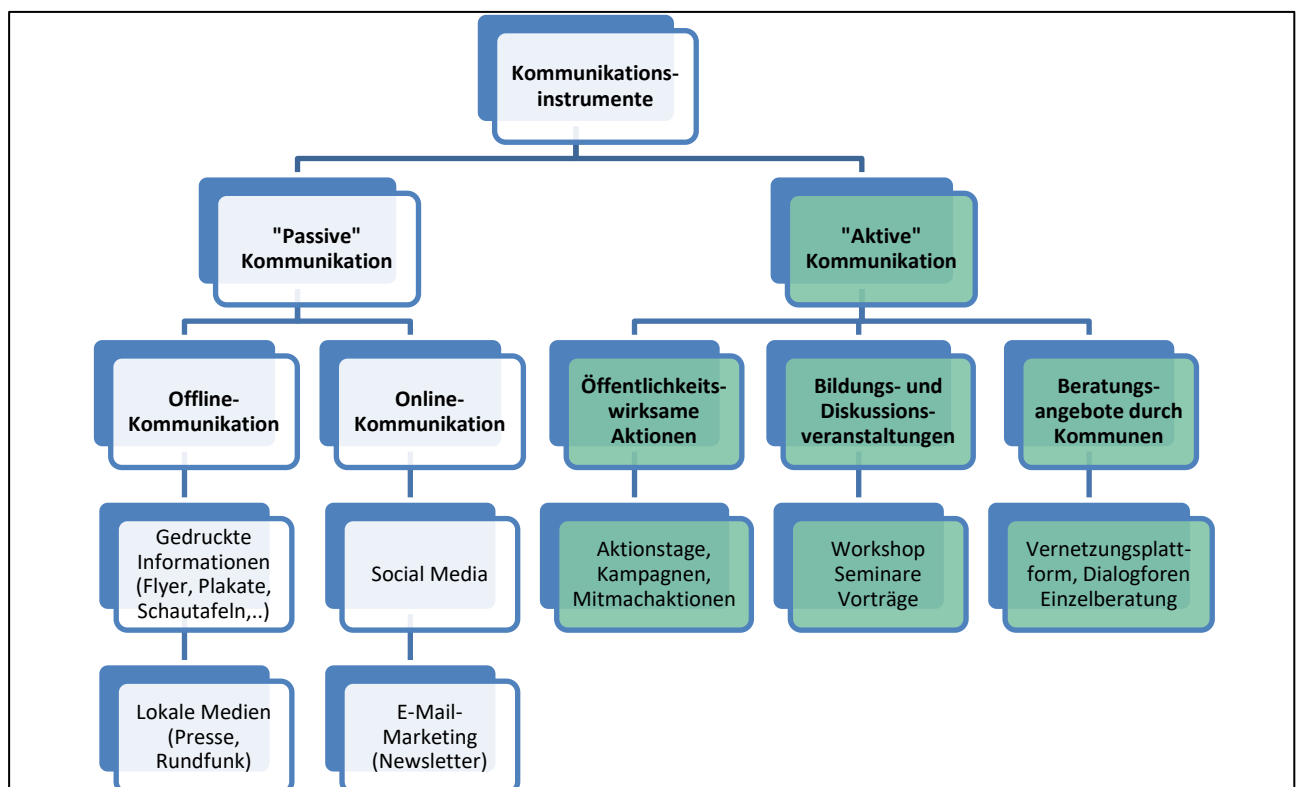 Kommunikations-
instrumente
"Passive"
Kommunikation
"Aktive"
Kommunikation
Offline-
Kommunikation
Online-
Kommunikation
Öffentlichkeits-
wirksame
Aktionen
Bildungs- und
Diskussions-
veranstaltungen
Beratungs-
angebote durch
Kommunen
Gedruckte
Informationen
(Flyer, Plakate,
Schautafeln,..)
Social Media
Aktionstage,
Kampagnen,
Mitmachaktionen
Workshop
Seminare
Vorträge
Vernetzungsplatt-
form, Dialogforen
Einzelberatung
Lokale Medien
(Presse,
Rundfunk)
E-Mail-
Marketing
(Newsletter)